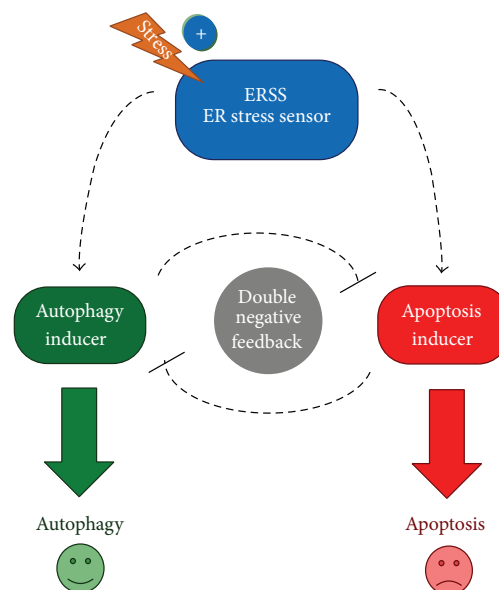 Stress
+
ERSS
ER stress sensor
Autophagy
inducer
Double
negative
feedback
Apoptosis
inducer
Autophagy
Apoptosis